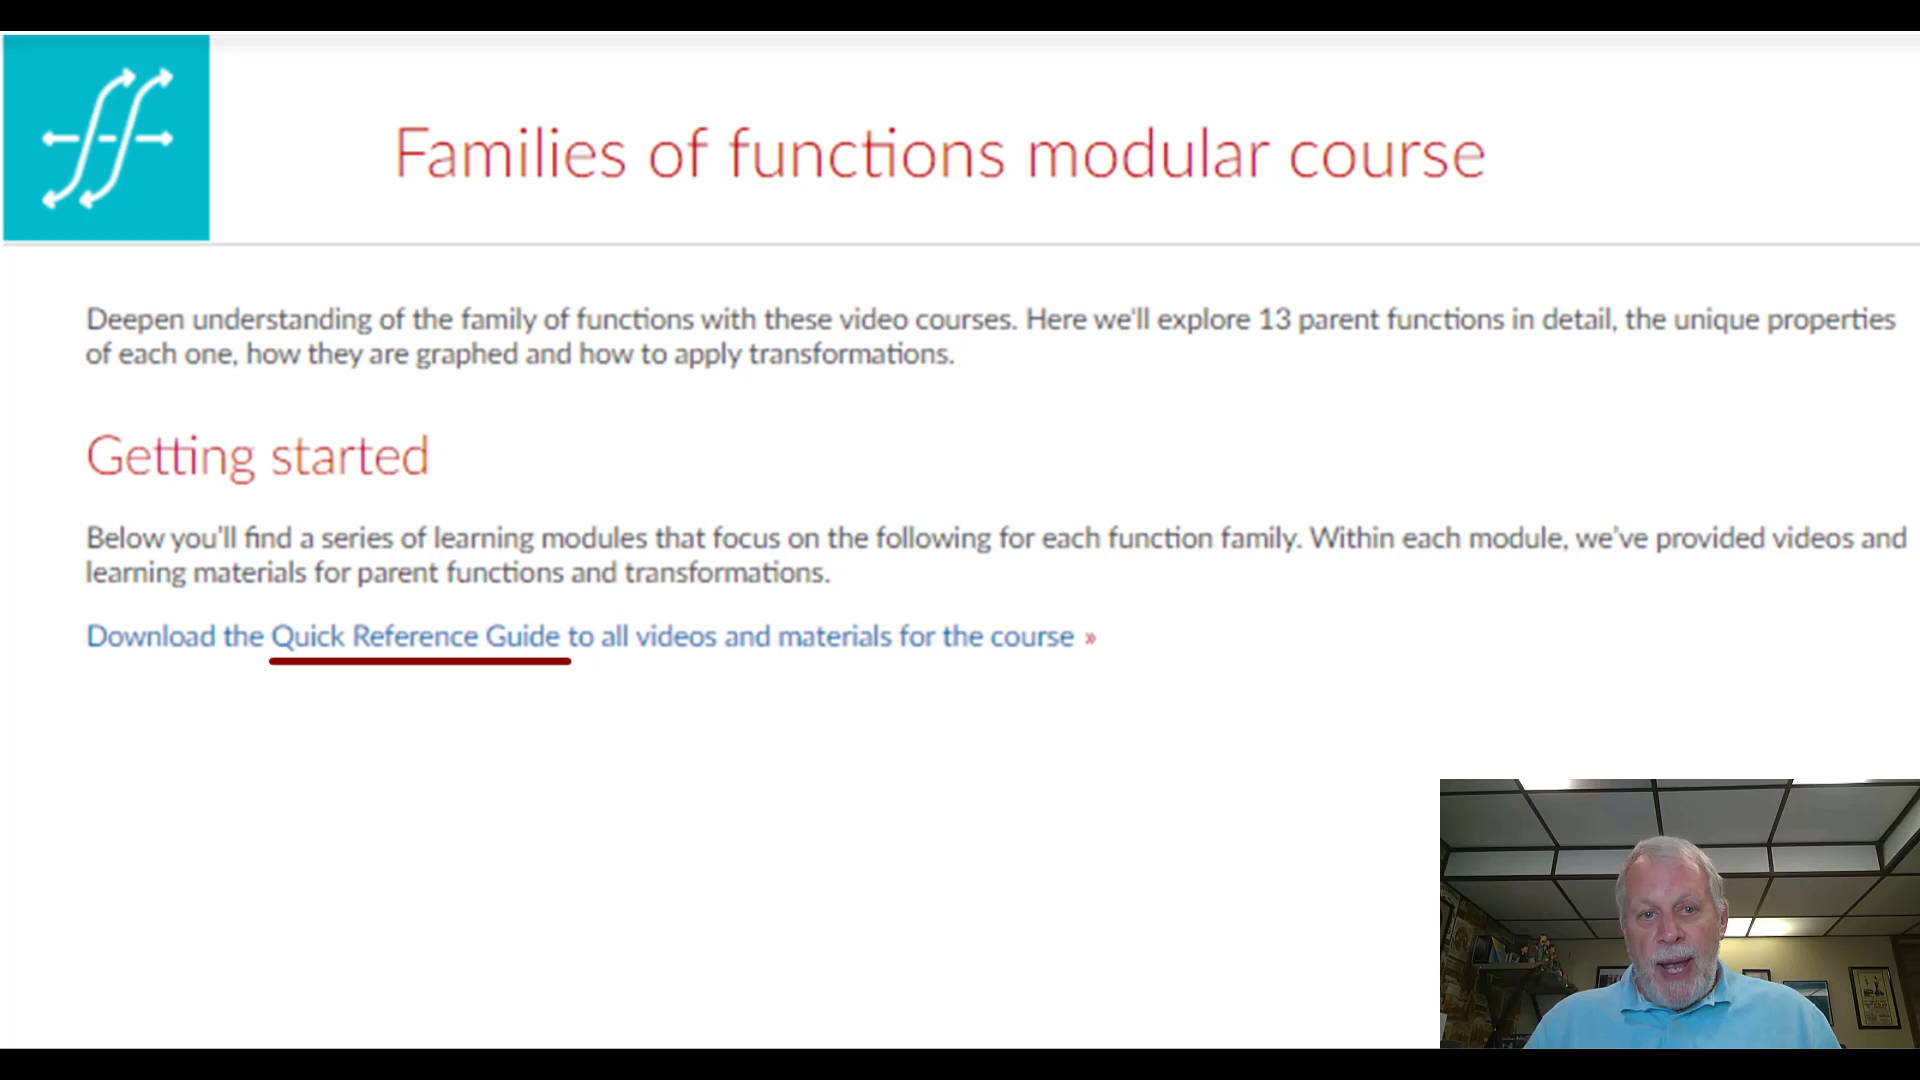 Families of functions modular course
Deepen understanding of the family of functions with these video courses. Here we'll explore 13 parent functions in detail, the unique properties
of each one, how they are graphed and how to apply transformations.
Getting started
Below you'll find a series of learning modules that focus on the following for each function family. Within each module, we've provided videos and
learning materials for parent functions and transformations.
Download the Quick Reference Guide to all videos and materials for the course »